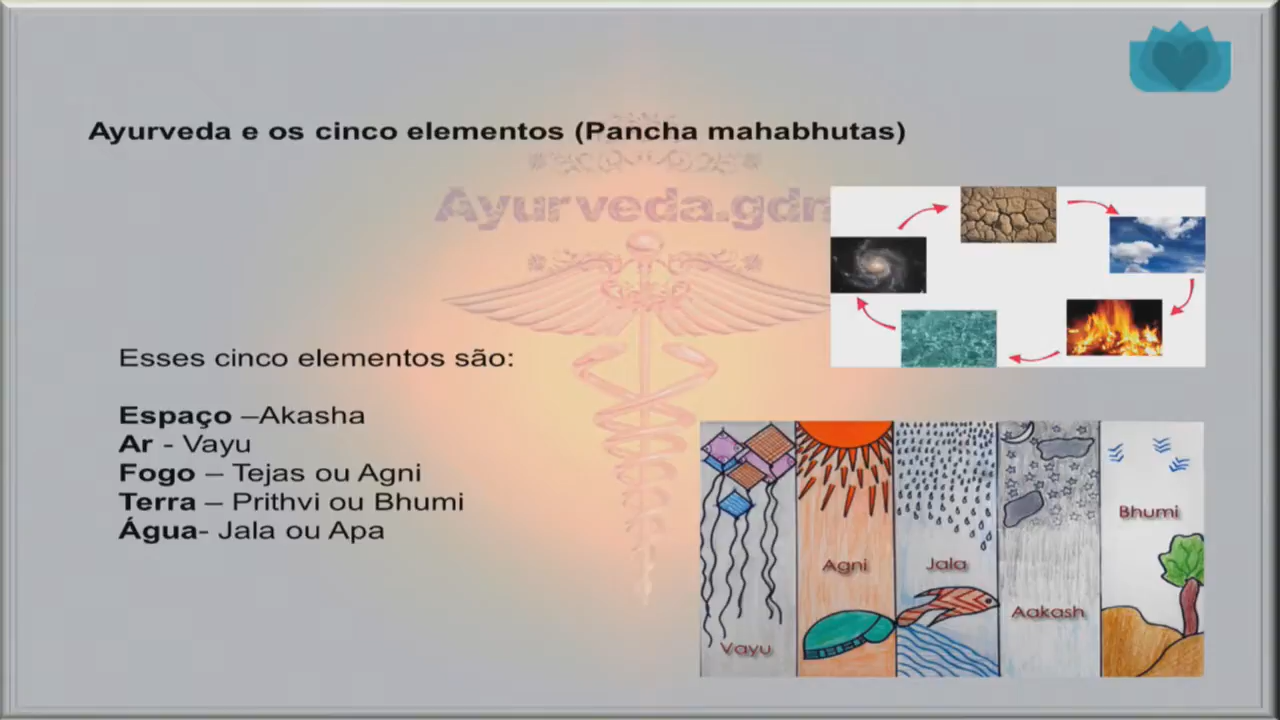 Ayurveda e os cinco elementos (Pancha mahabhutas)
Ayurveda.gdn
Esses cinco elementos são:
Espaço –Akasha
Ar - Vayu
Fogo – Tejas ou Agni
Terra – Prithvi ou Bhumi
Água- Jala ou Apa
Vayu
Agni
Jala
Aakash
Bhumi